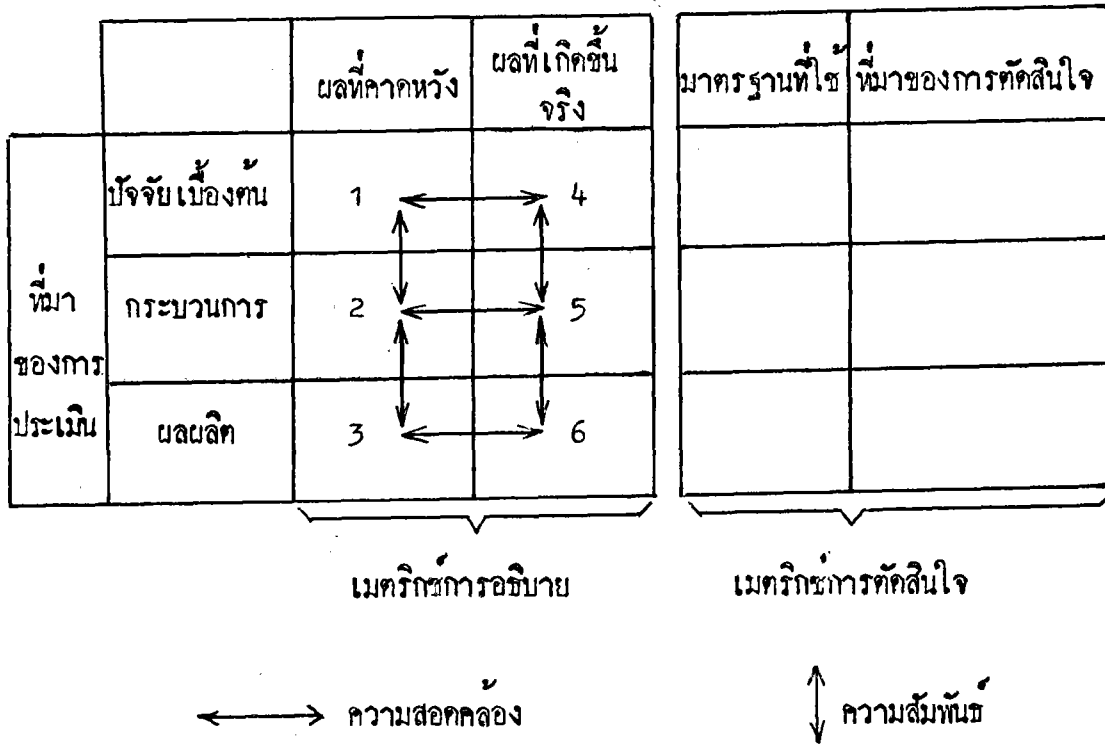 ผลที่คาดหวัง
ผลที่เกิดขึ้น
จริง
มาตรฐานที่ใช้
ที่มาของการตัดสินใจ
ที่มา
ของการ
ประเมิน
ปัจจัยเบื้องต้น
1
4
กระบวนการ
2
5
ผลผลิต
3
6
เมตริกซ์การอธิบาย
เมตริกซ์การตัดสินใจ
ความสอดคล้อง
ความสัมพันธ์